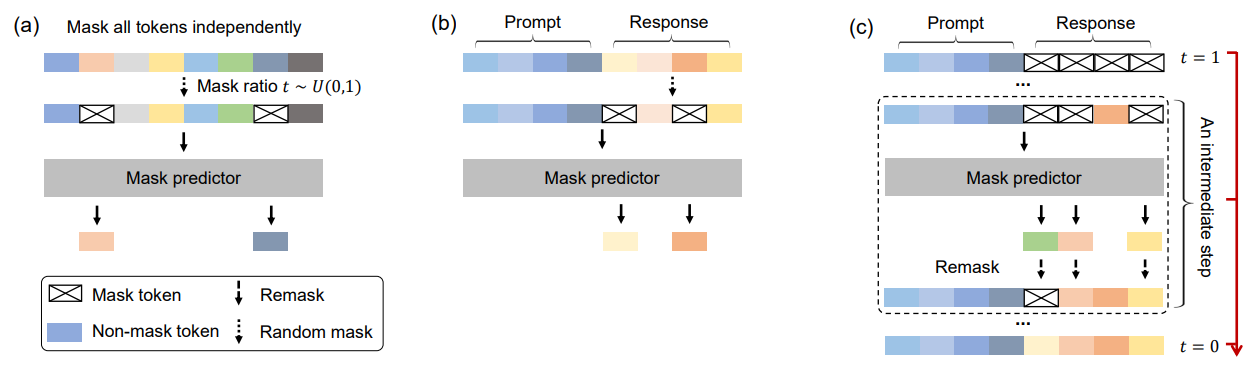 (a)
Mask all tokens independently
Mask ratio t ~ U(0,1)
Mask predictor
Mask token
Remask
Non-mask token
Random mask
(b)
Prompt
Response
Mask predictor
(c)
Prompt
Response
t = 1
...
Mask predictor
Remask
An intermediate step
...
t = 0